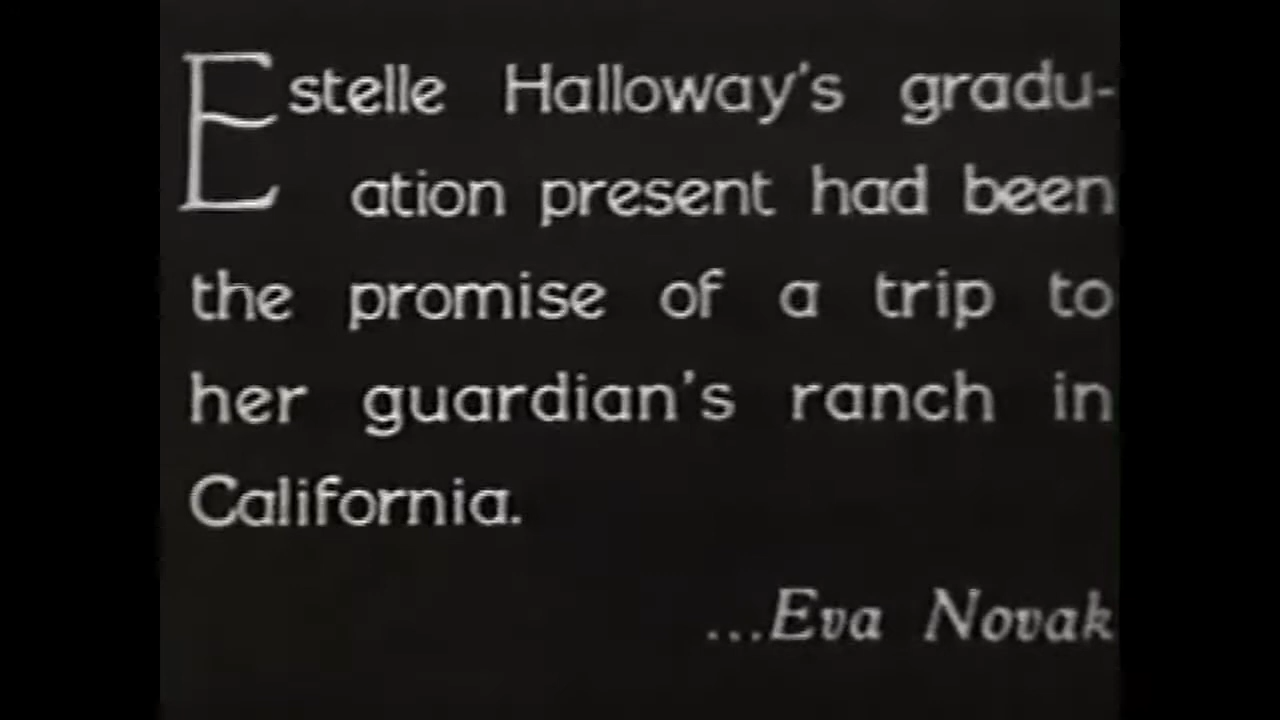 Estelle Halloway's gradu-
ation present had been
the promise of a trip to
her guardian's ranch in
California.
...Eva Novak